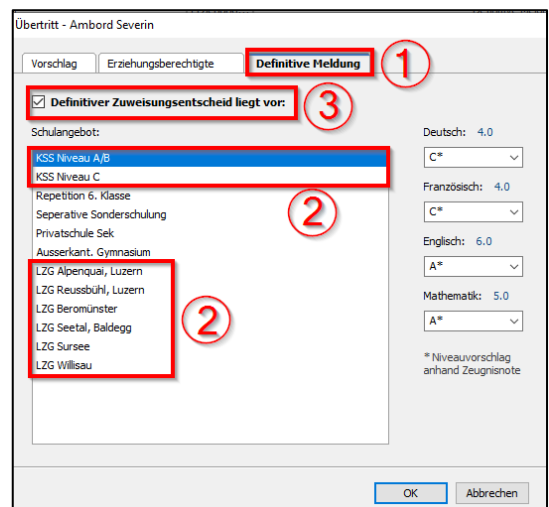 Übertritt - Ambord Severin
Vorschlag Erziehungsberechtigte Definitive Meldung 1
Definitiver Zuweisungsentscheid liegt vor: 3
Schulangebot:
KSS Niveau A/B
KSS Niveau C
Repetition 6. Klasse
Seperative Sonderschulung
Privatschule Sek
Ausserkant. Gymnasium
LZG Alpenquai, Luzern
LZG Reussbühl, Luzern
LZG Beromünster
LZG Seetal, Baldegg
LZG Sursee
LZG Willisau
2
2
Deutsch: 4.0
C*
Französisch: 4.0
C*
Englisch: 6.0
A*
Mathematik: 5.0
A*
* Niveauvorschlag
anhand Zeugnisnote
OK Abbrechen